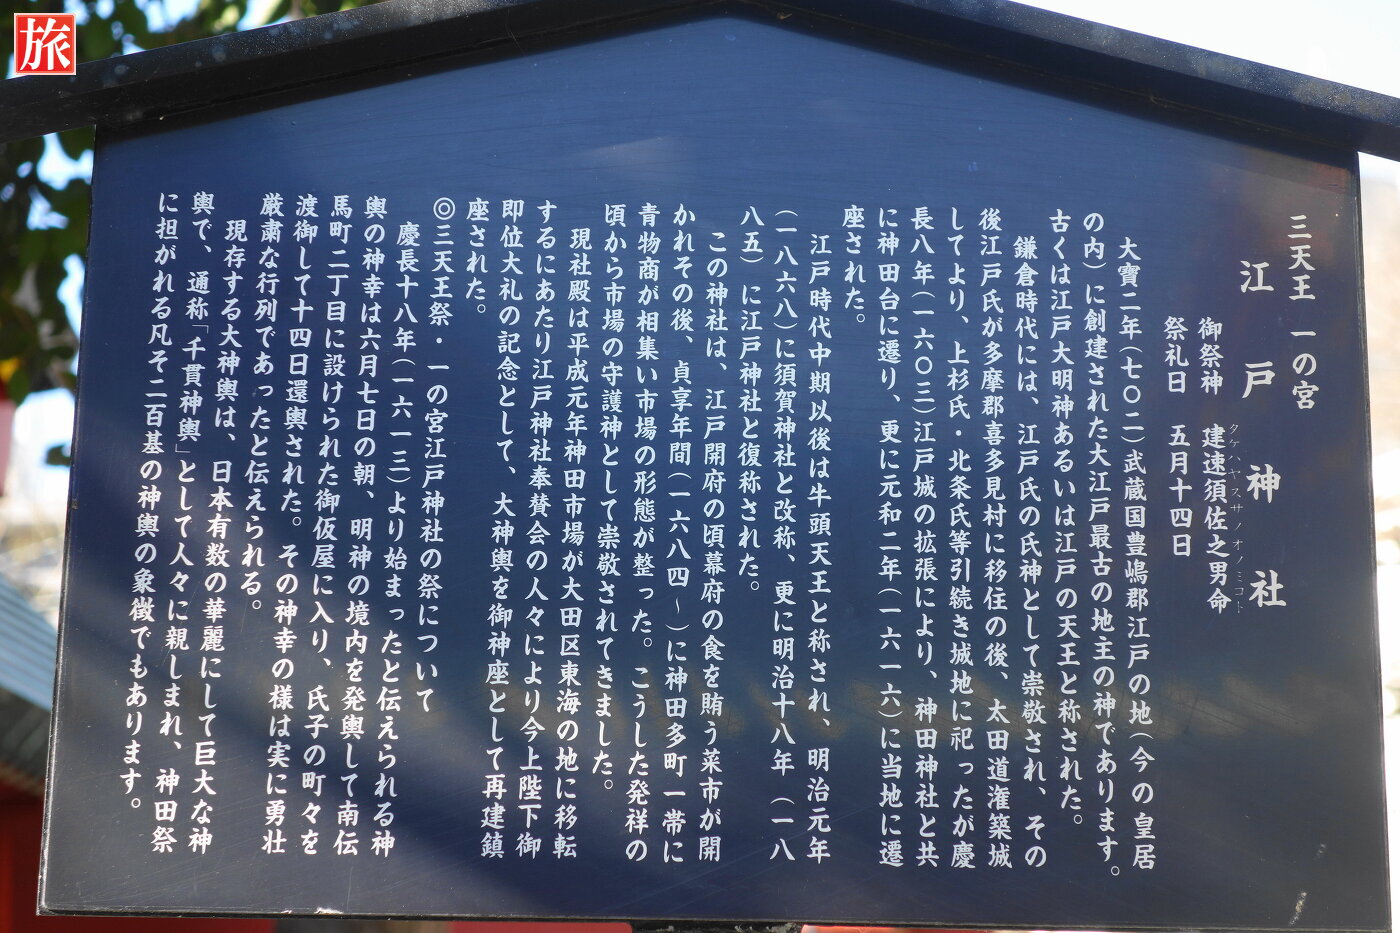 旅
三天王 一の宮
江戸神社
御祭神 建速須佐之男命
タケハヤスサノオノミコト
祭礼日 五月十四日
大寶二年(七〇二)武蔵国豊嶋郡江戸の地(今の皇居
の内)に創建された大江戸最古の地主の神であります。
古くは江戸大明神あるいは江戸の天王と称された。
鎌倉時代には、江戸氏の氏神として崇敬され、その
後江戸氏が多摩郡喜多見村に移住の後、太田道潅築城
してより、上杉氏・北条氏等引続き城地に祀ったが慶
長八年(一六〇三)江戸城の拡張により、神田神社と共
に神田台に遷り、更に元和二年(一六一六)に当地に遷
座された。
江戸時代中期以後は牛頭天王と称され、明治元年
(一八六八)に須賀神社と改称、更に明治十八年(一八
八五)に江戸神社と復称された。
この神社は、江戸開府の頃幕府の食を賄う菜市が開
かれその後、貞享年間(一六八四~)に神田多町一帯に
青物商が相集い市場の形態が整った。こうした発祥の
頃から市場の守護神として崇敬されてきました。
現社殿は平成元年神田市場が大田区東海の地に移転
するにあたり江戸神社奉賛会の人々により今上陛下御
即位大礼の記念として、大神輿を御神座として再建鎮
座された。
◎三天王祭・一の宮江戸神社の祭について
慶長十八年(一六一三)より始まったと伝えられる神
輿の神幸は六月七日の朝、明神の境内を発輿して南伝
馬町二丁目に設けられた御仮屋に入り、氏子の町々を
渡御して十四日還輿された。その神幸の様は実に勇壮
厳粛な行列であったと伝えられる。
現存する大神輿は、日本有数の華麗にして巨大な神
輿で、通称「千貫神輿」として人々に親しまれ、神田祭
に担がれる凡そ二百基の神輿の象徴でもあります。